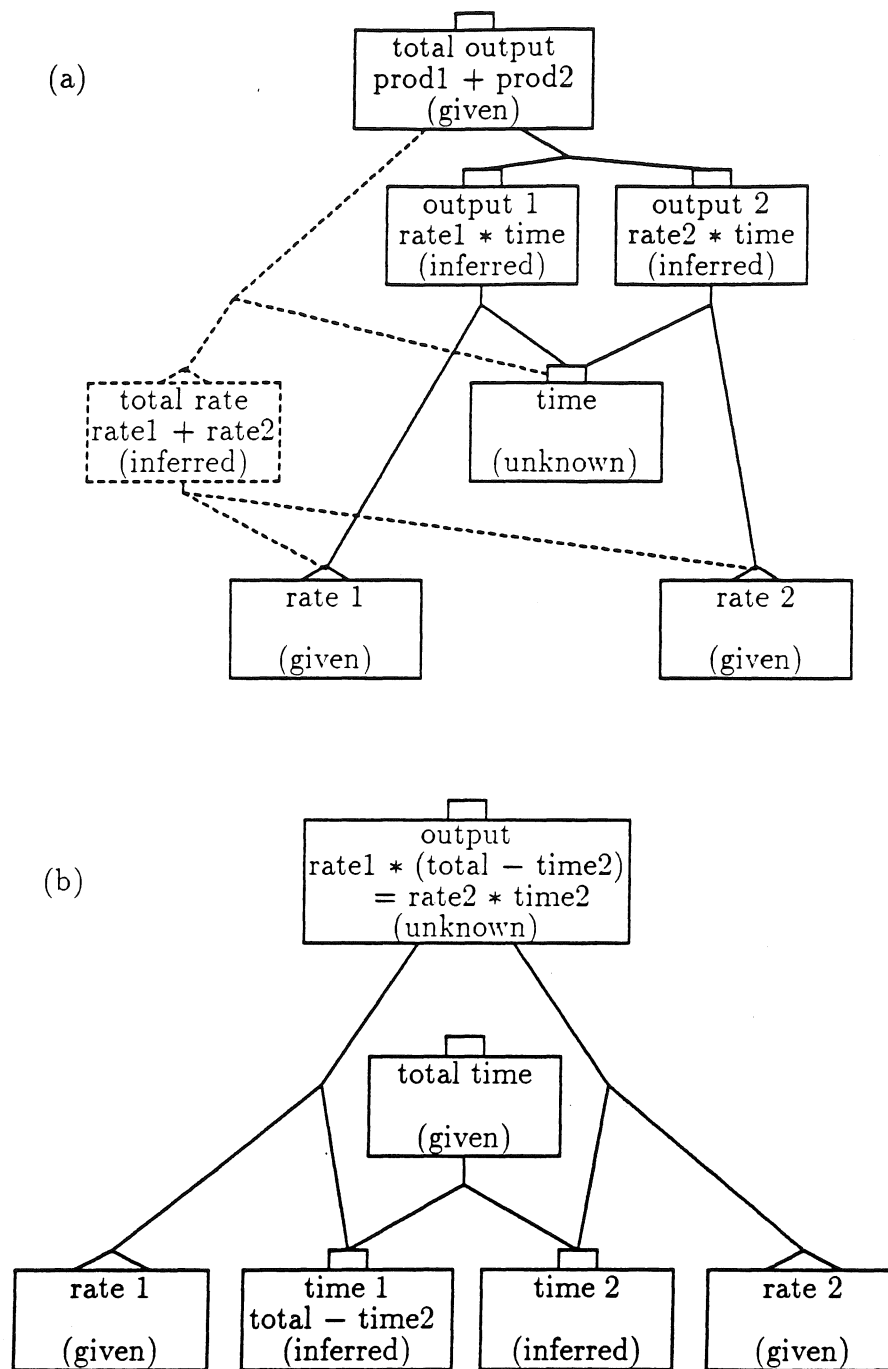 (a)
total output
prod1 + prod2
(given)
output 1
rate1 * time
(inferred)
output 2
rate2 * time
(inferred)
total rate
rate1 + rate2
(inferred)
time
(unknown)
rate 1
(given)
rate 2
(given)
(b)
output
rate1 * (total − time2)
= rate2 * time2
(unknown)
total time
(given)
rate 1
(given)
time 1
total − time2
(inferred)
time 2
(inferred)
rate 2
(given)